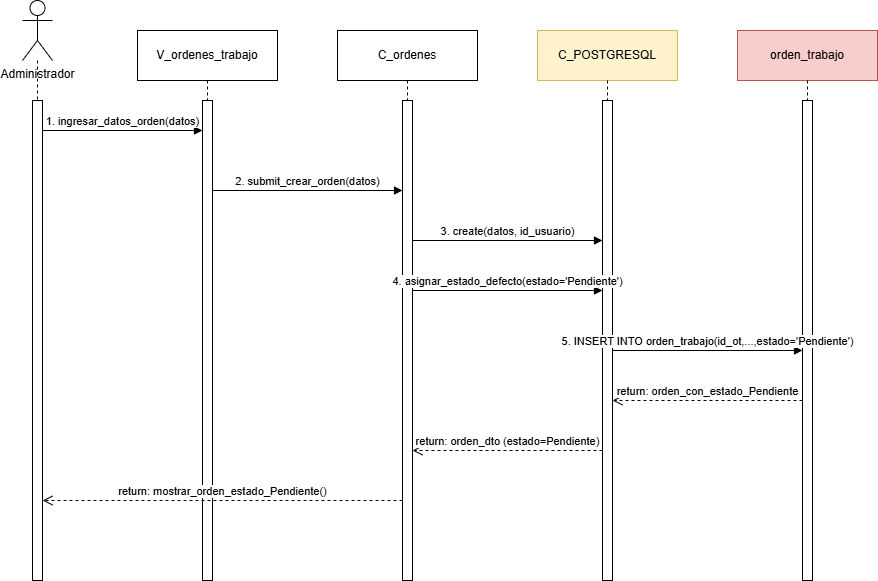 Administrador
V_ordenes_trabajo
C_ordenes
C_POSTGRESQL
orden_trabajo
1. ingresar_datos_orden(datos)
2. submit_crear_orden(datos)
3. create(datos, id_usuario)
4. asignar_estado_defecto(estado='Pendiente')
5. INSERT INTO orden_trabajo(id_ot,...,estado='Pendiente')
return: orden_con_estado_Pendiente
return: orden_dto (estado=Pendiente)
return: mostrar_orden_estado_Pendiente()